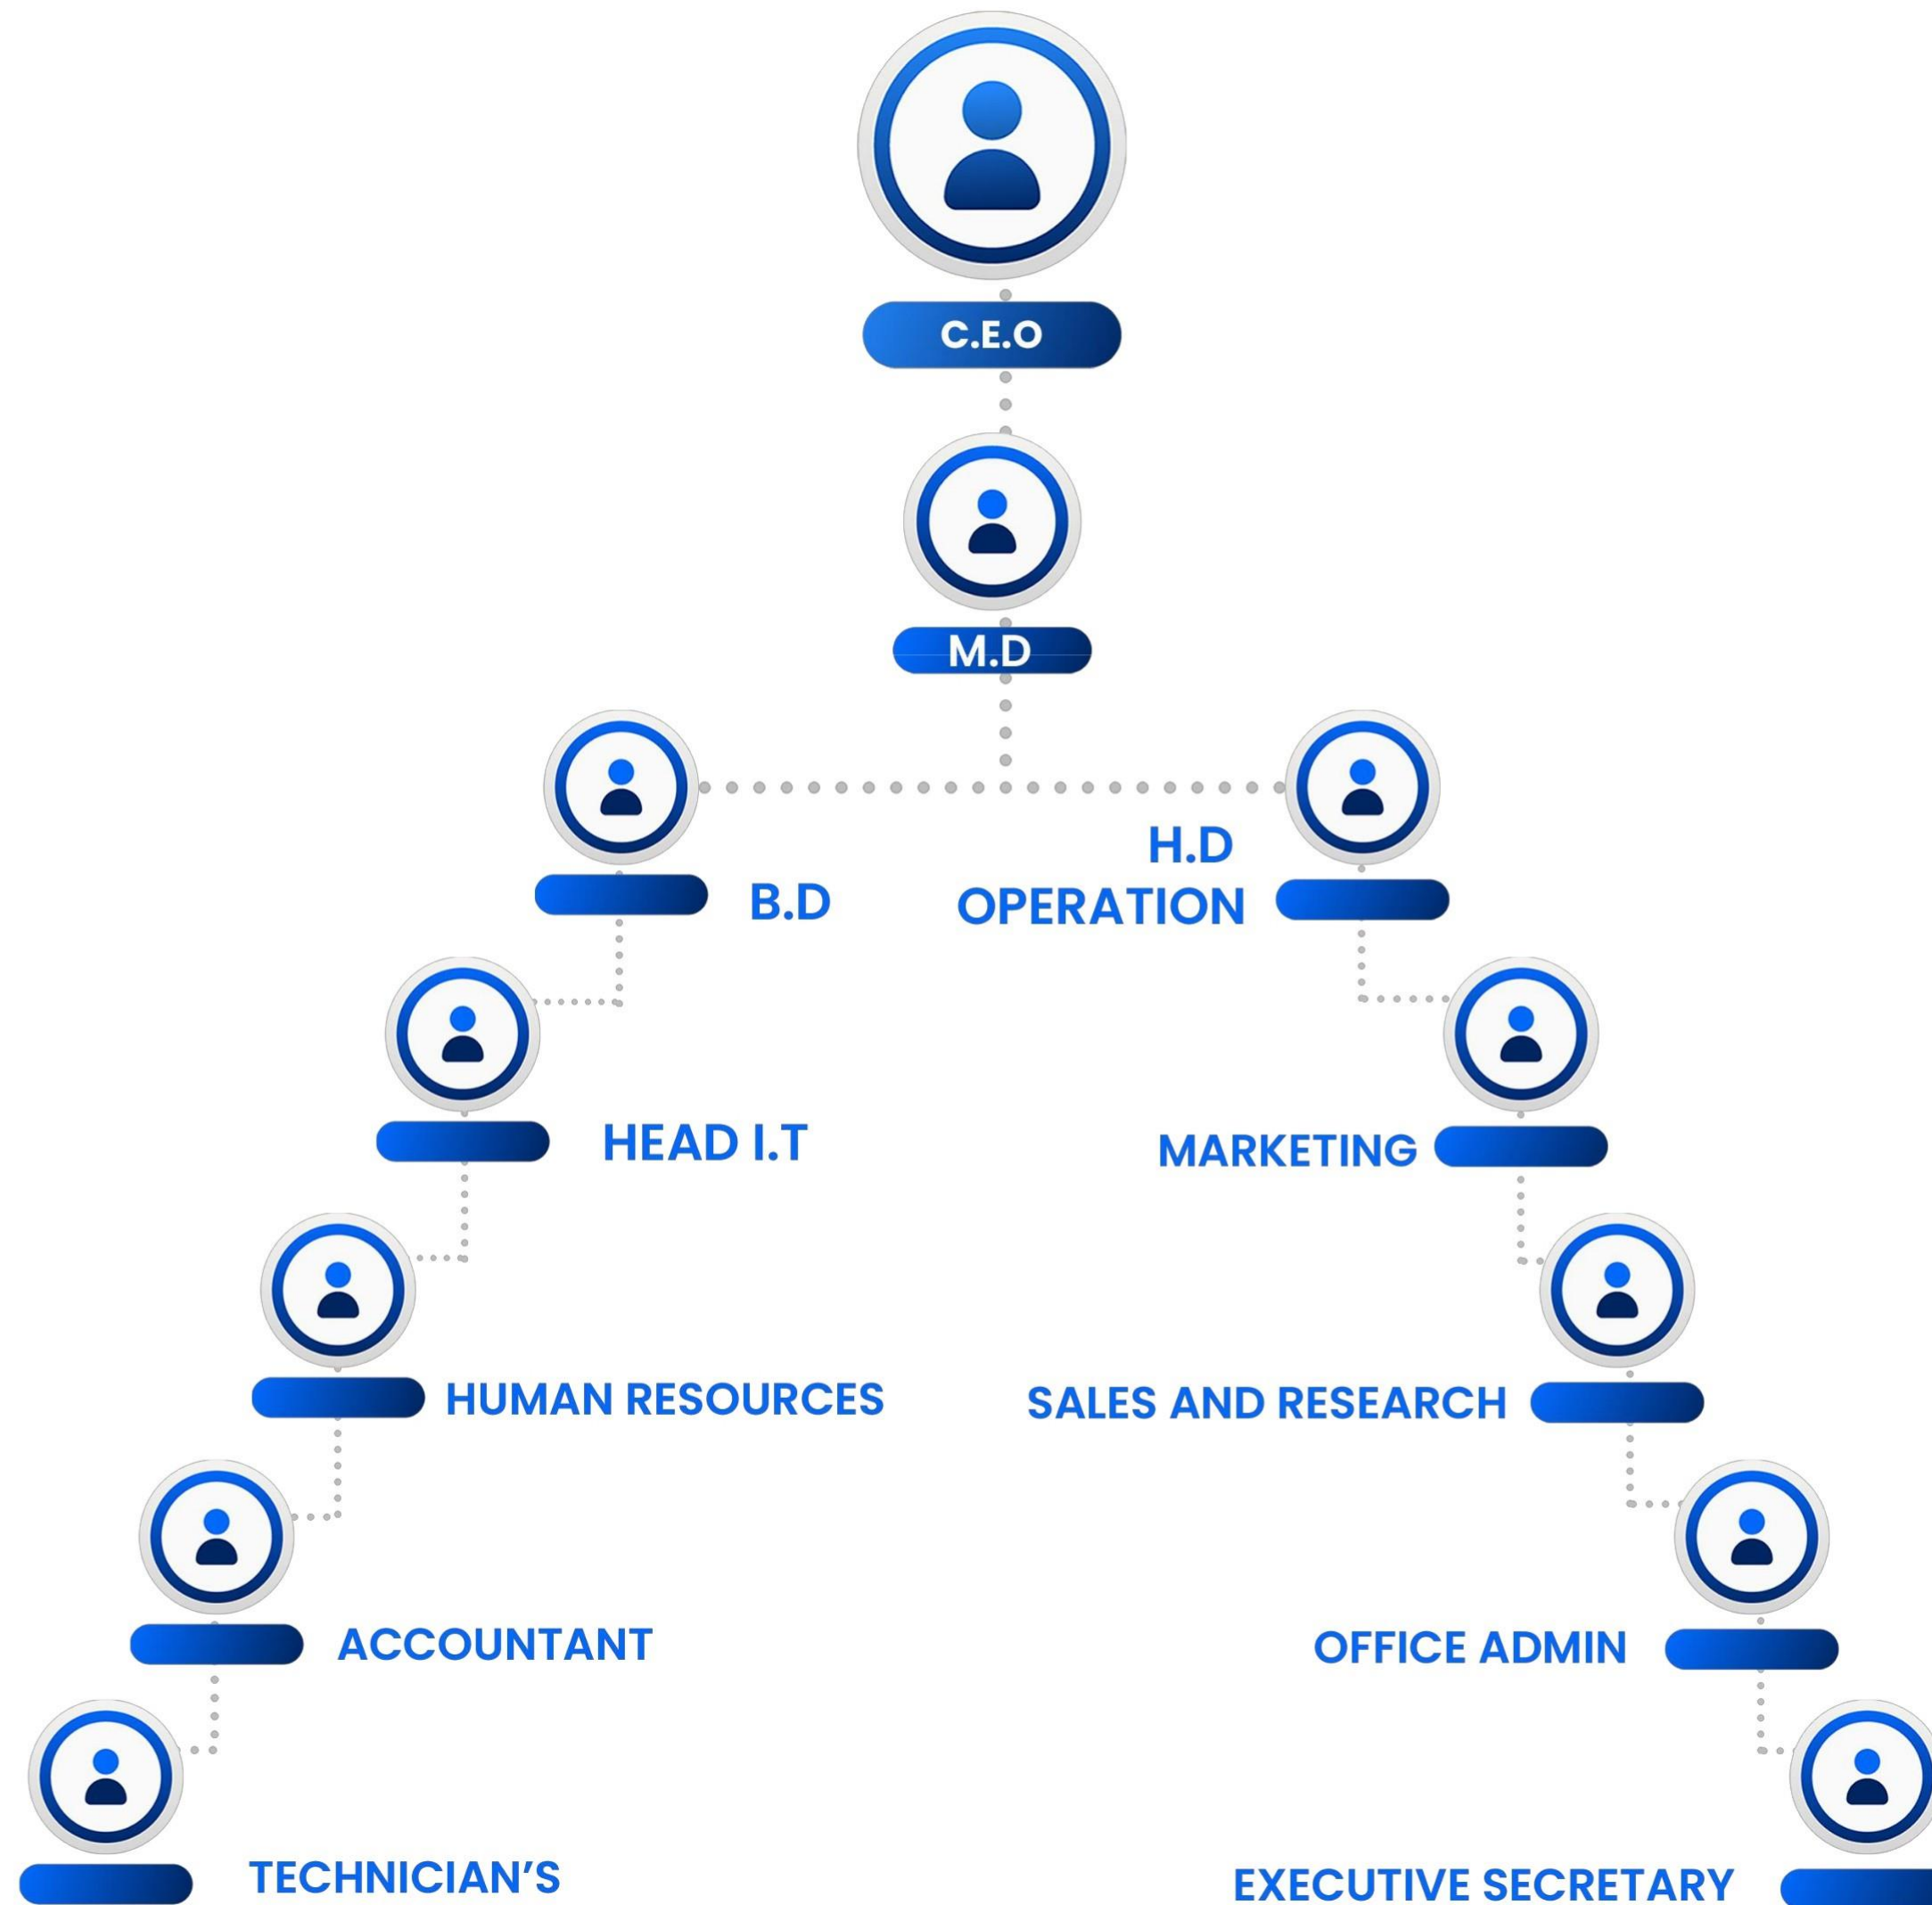 C.E.O
M.D
B.D
H.D
OPERATION
HEAD I.T
MARKETING
HUMAN RESOURCES
SALES AND RESEARCH
ACCOUNTANT
OFFICE ADMIN
TECHNICIAN’S
EXECUTIVE SECRETARY